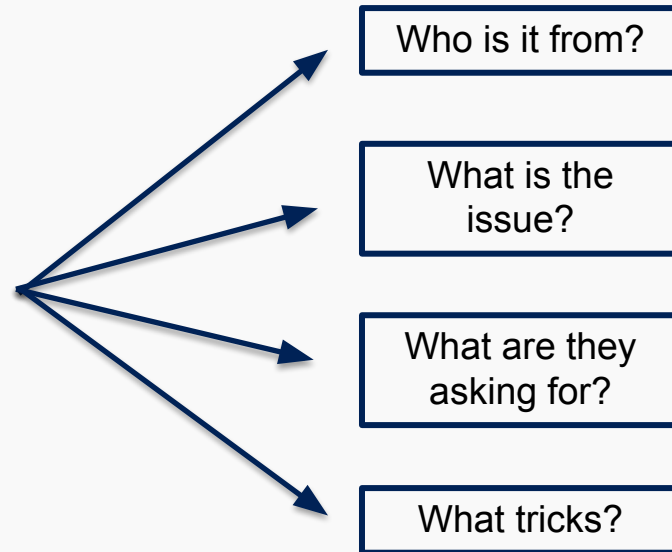 Who is it from?
What is the
issue?
What are they
asking for?
What tricks?